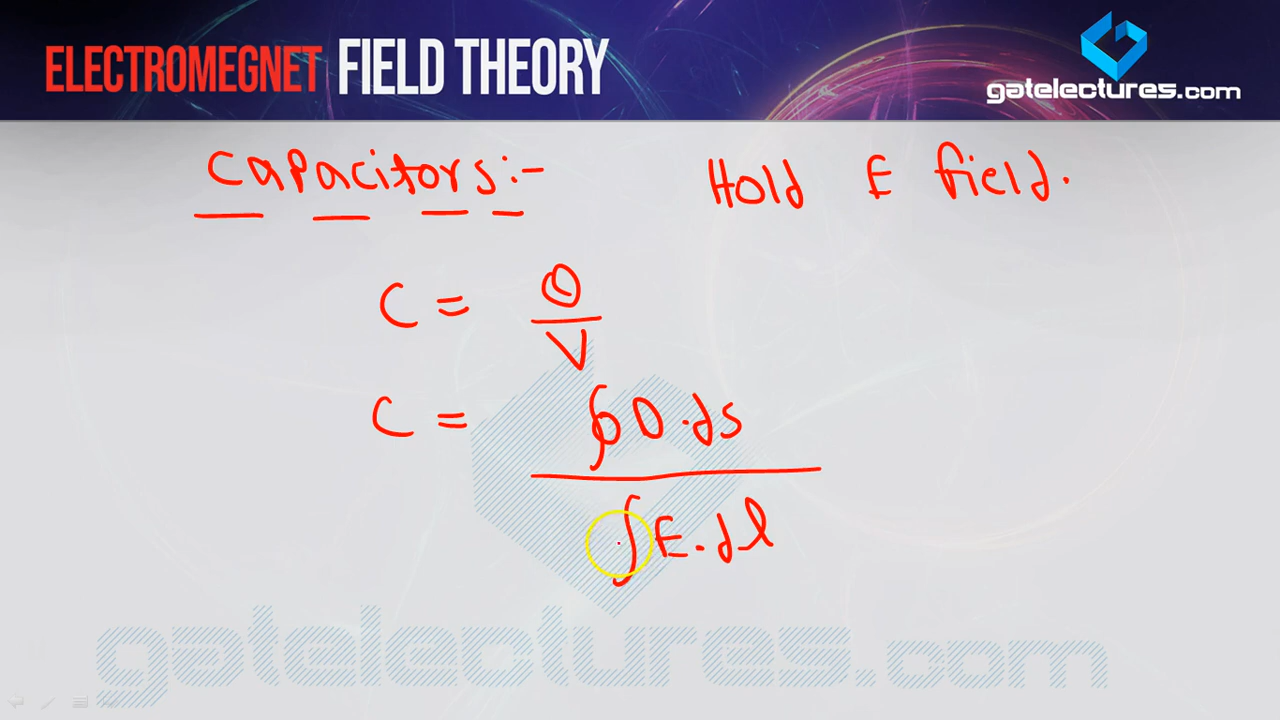 ELECTROMEGNET FIELD THEORY
gatelectures.com
Capacitors:- Hold E field.
C = Q/V
C = ∮D.ds
∫E.dl
gatelectures.com